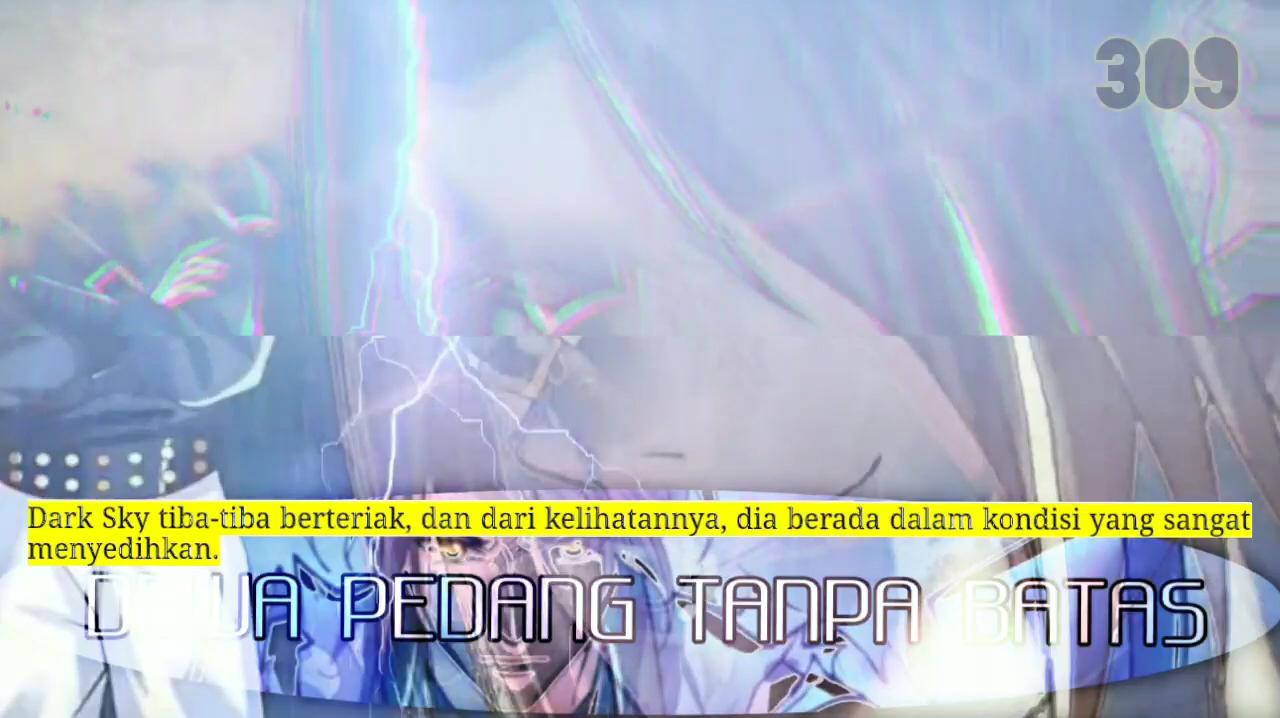 309
Dark Sky tiba-tiba berteriak, dan dari kelihatannya, dia berada dalam kondisi yang sangat
menyedihkan.
DEWA PEDANG TANPA BATAS